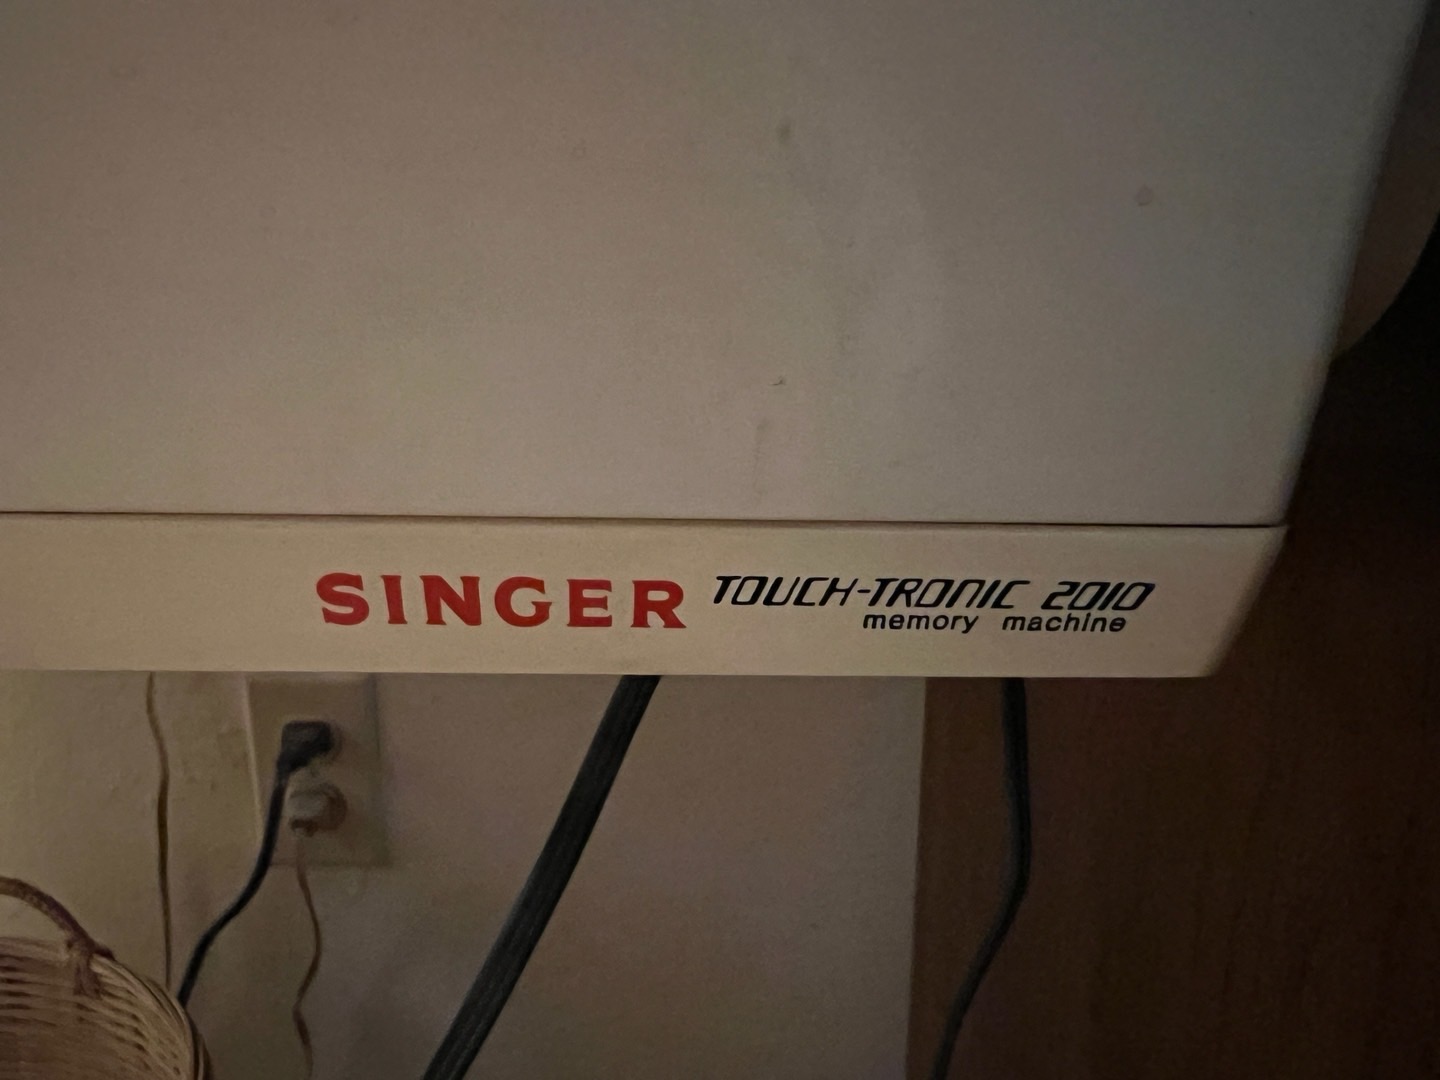 SINGER TOUCH-TRONIC 2010
memory machine